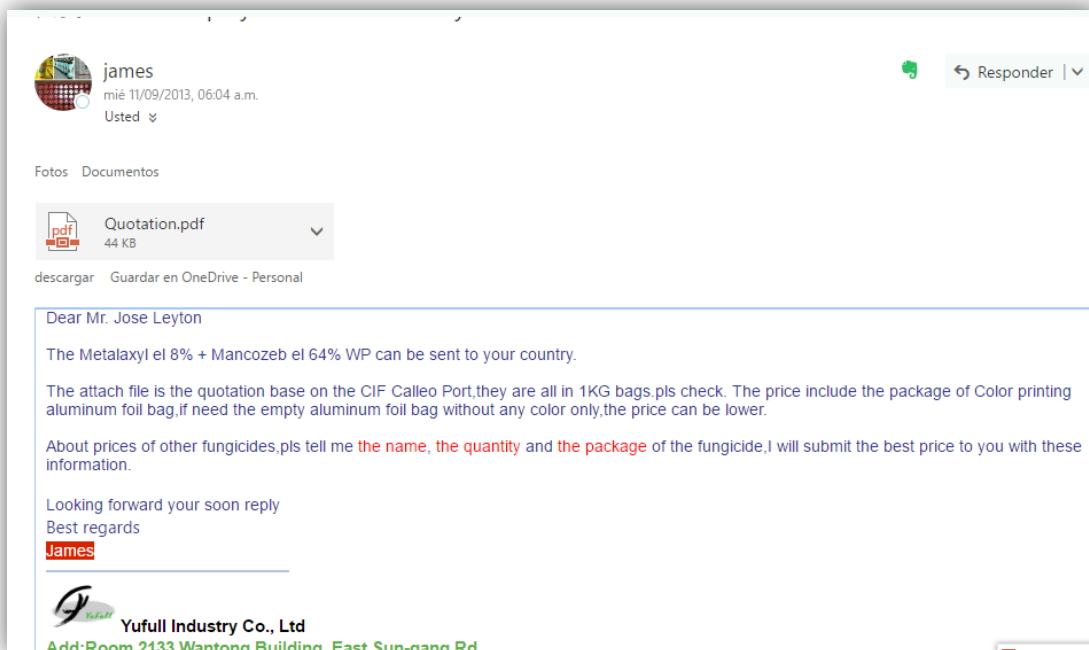 james
Responder
mié 11/09/2013, 06:04 a.m.
Usted
Fotos Documentos
pdf
Quotation.pdf
44 KB
descargar Guardar en OneDrive - Personal
Dear Mr. Jose Leyton
The Metalaxyl el 8% + Mancozeb el 64% WP can be sent to your country.
The attach file is the quotation base on the CIF Calleo Port,they are all in 1KG bags.pls check. The price include the package of Color printing
aluminum foil bag,if need the empty aluminum foil bag without any color only,the price can be lower.
About prices of other fungicides,pls tell me the name, the quantity and the package of the fungicide,I will submit the best price to you with these
information.
Looking forward your soon reply
Best regards
James
Yufull
Yufull Industry Co., Ltd
Add:Room 2133 Wantong Building, East Sun-gang Rd